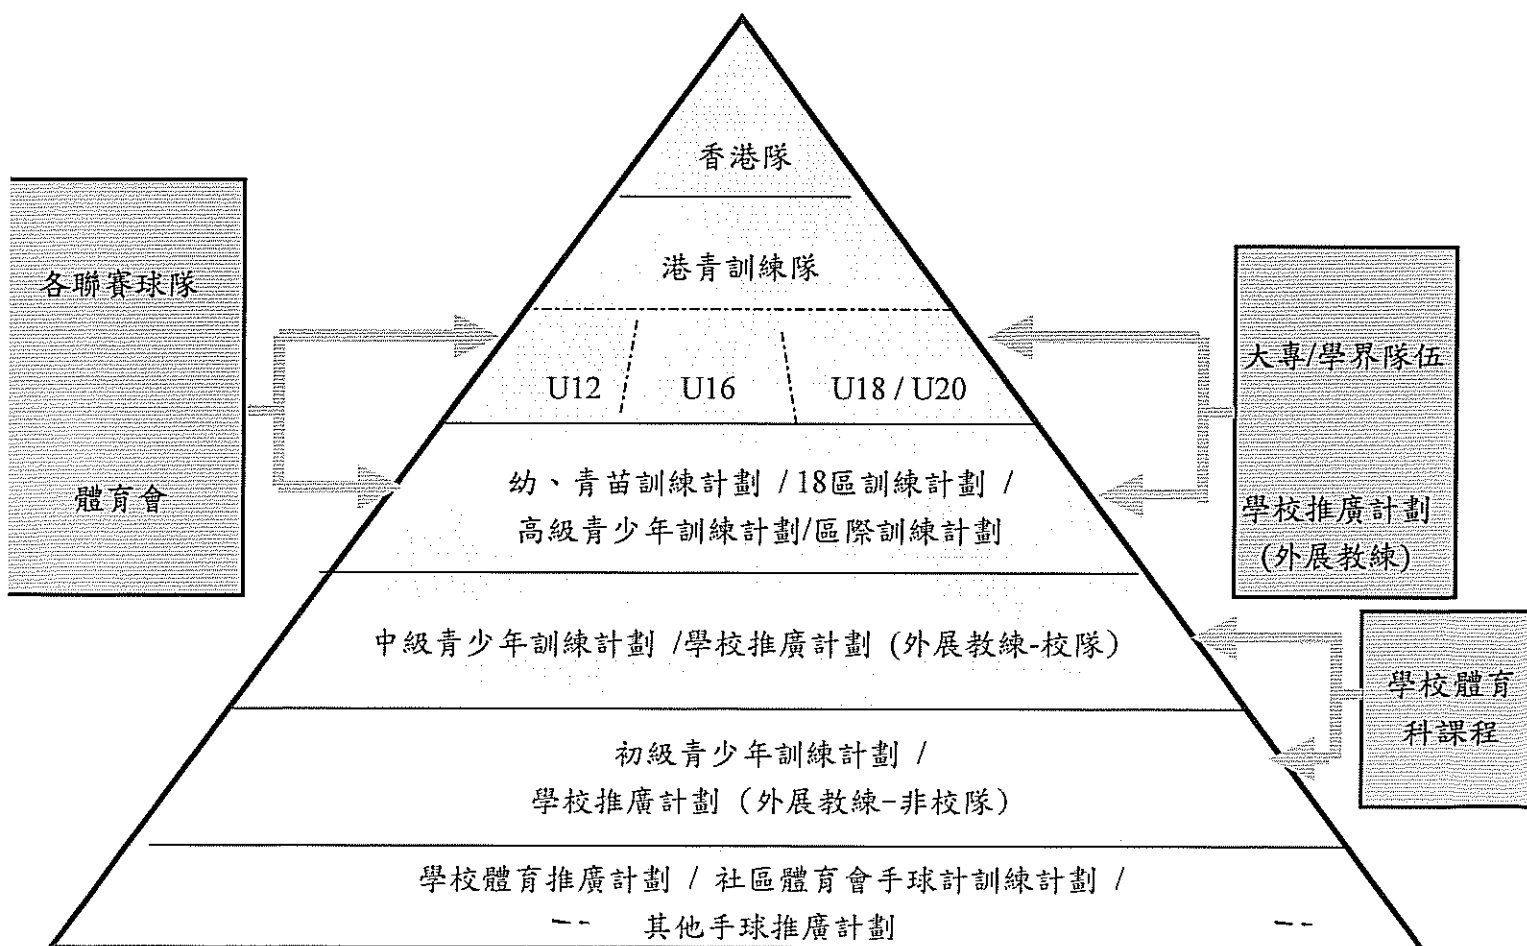 香港隊
港青訓練隊
U12
U16
U18 / U20
幼、青苗訓練計劃 / 18區訓練計劃 /
高級青少年訓練計劃/區際訓練計劃
中級青少年訓練計劃 /學校推廣計劃 (外展教練-校隊)
初級青少年訓練計劃 /
學校推廣計劃 (外展教練-非校隊)
學校體育推廣計劃 / 社區體育會手球計訓練計劃 /
其他手球推廣計劃
各聯賽球隊
體育會
大專/學界隊伍
學校推廣計劃
(外展教練)
學校體育
科課程